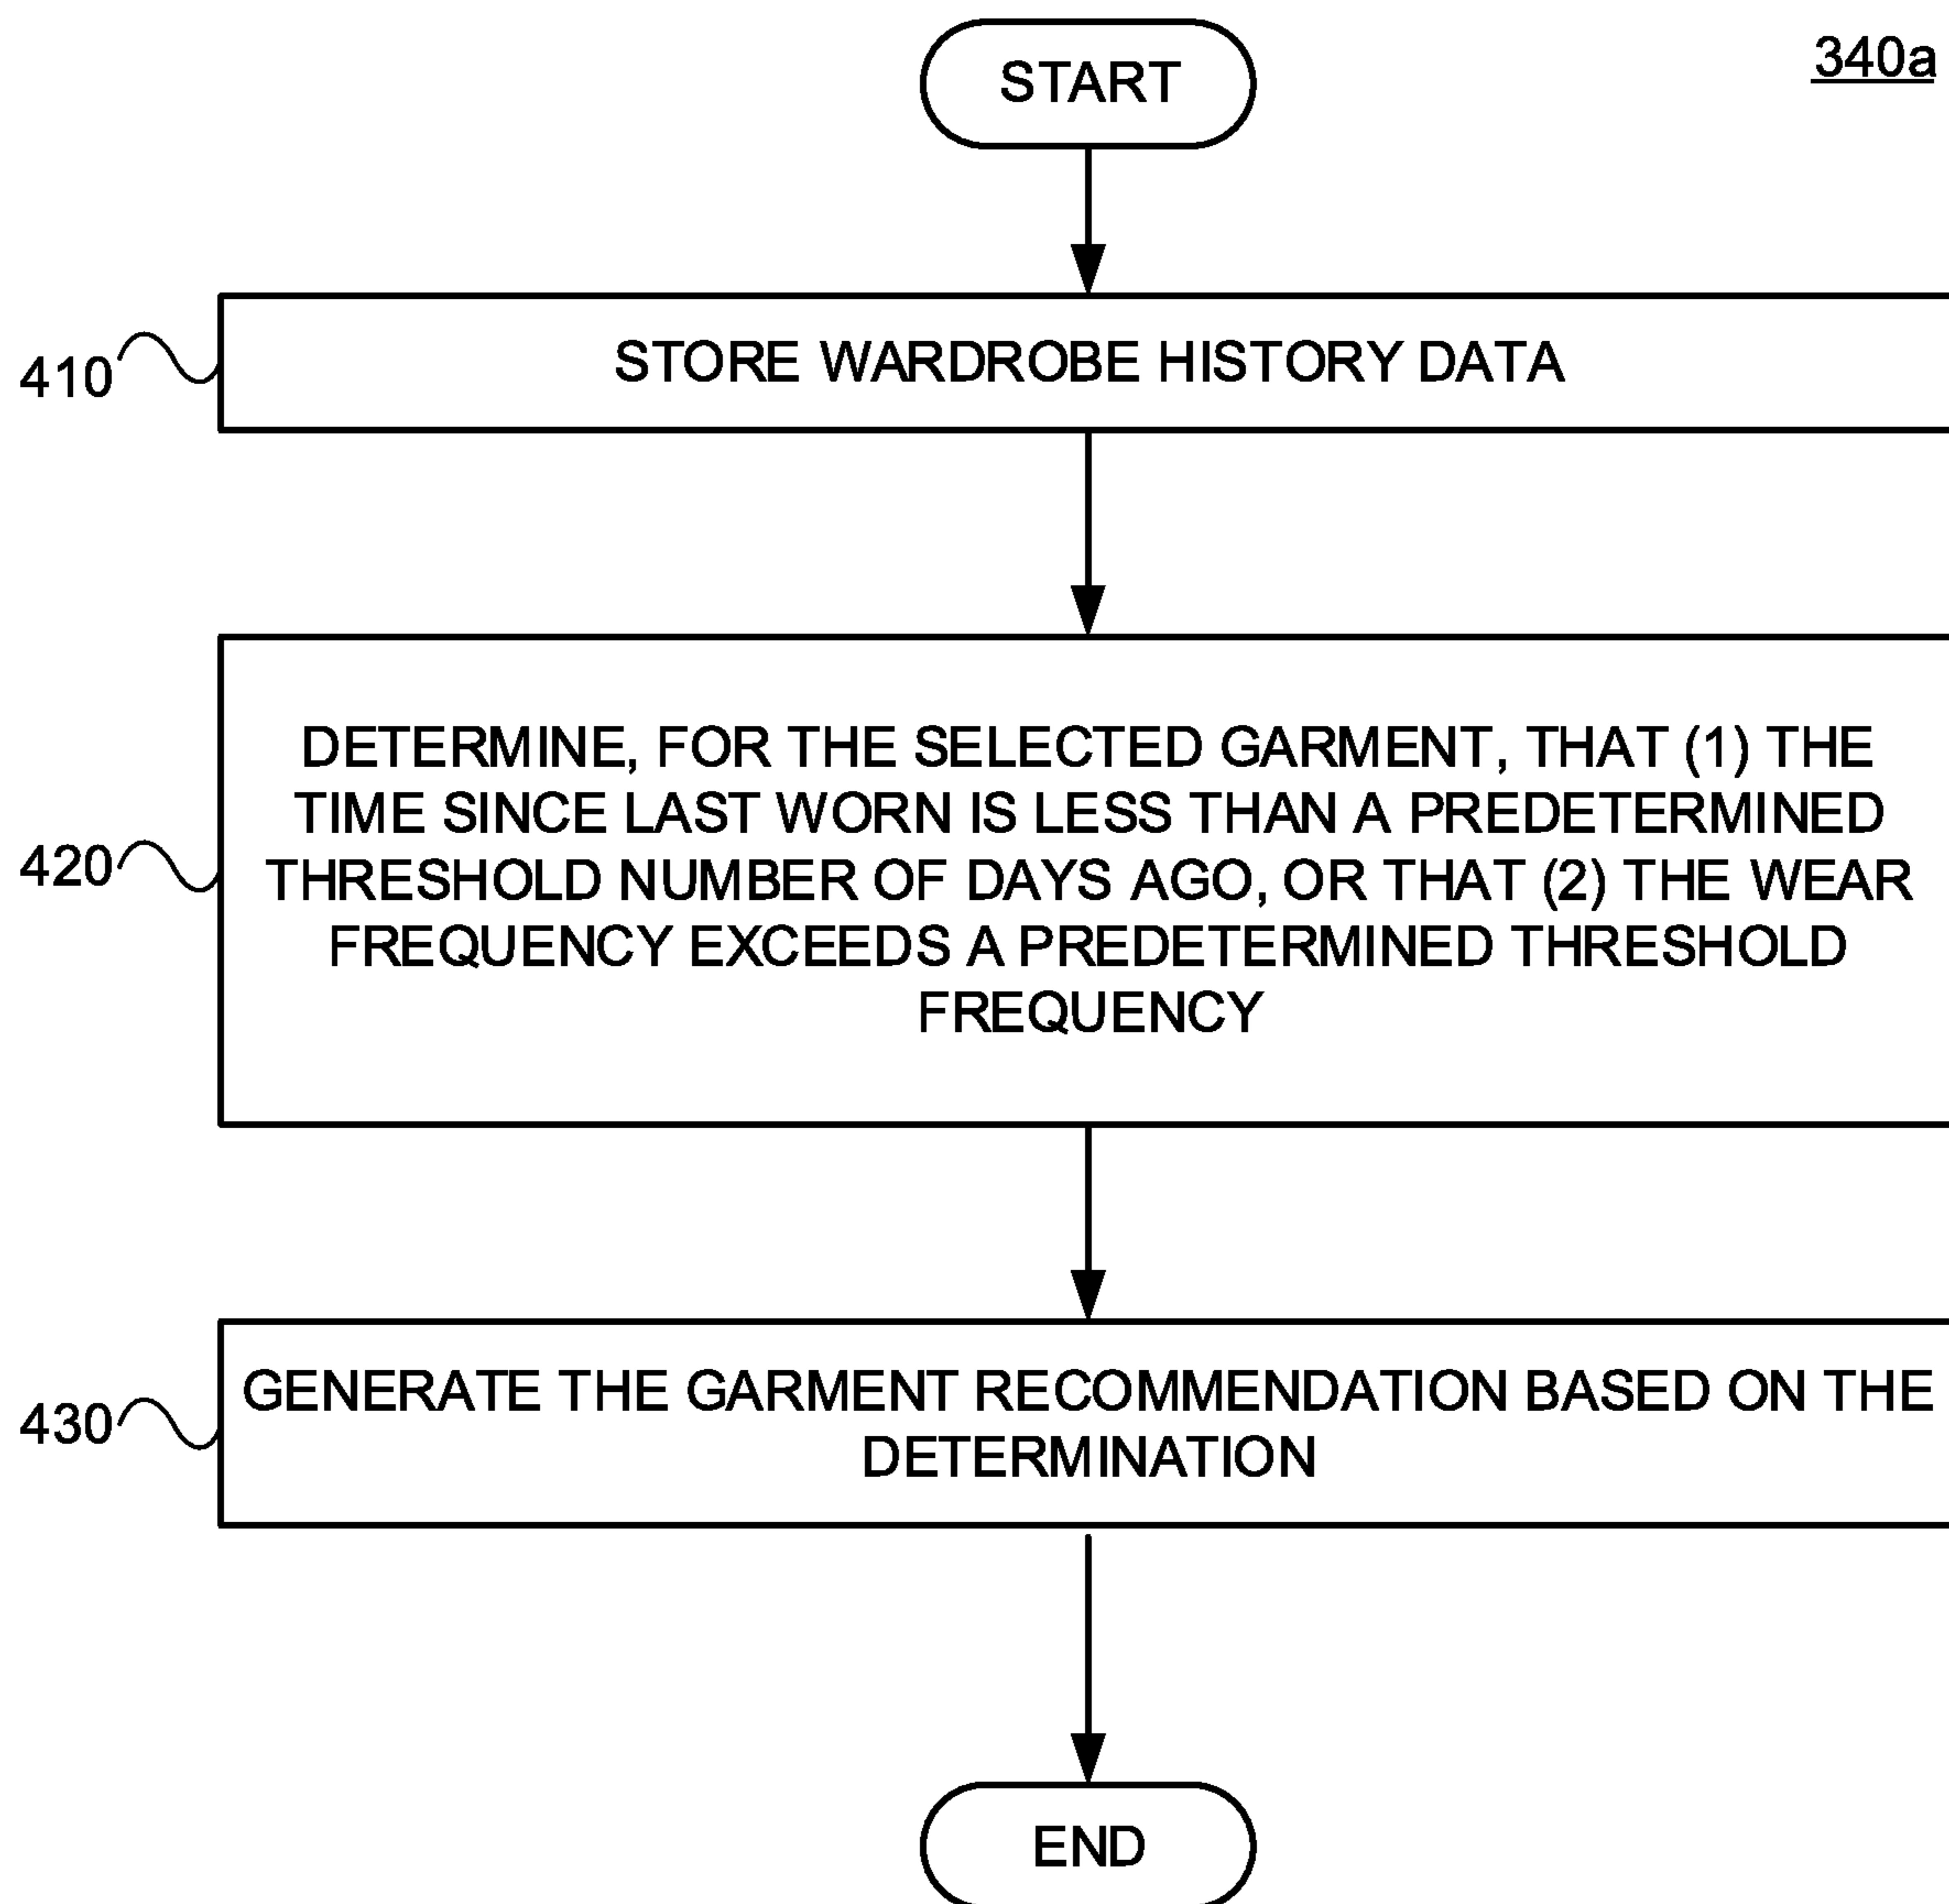 START
340a
STORE WARDROBE HISTORY DATA
410
DETERMINE, FOR THE SELECTED GARMENT, THAT (1) THE
TIME SINCE LAST WORN IS LESS THAN A PREDETERMINED
THRESHOLD NUMBER OF DAYS AGO, OR THAT (2) THE WEAR
FREQUENCY EXCEEDS A PREDETERMINED THRESHOLD
FREQUENCY
420
GENERATE THE GARMENT RECOMMENDATION BASED ON THE
DETERMINATION
430
END